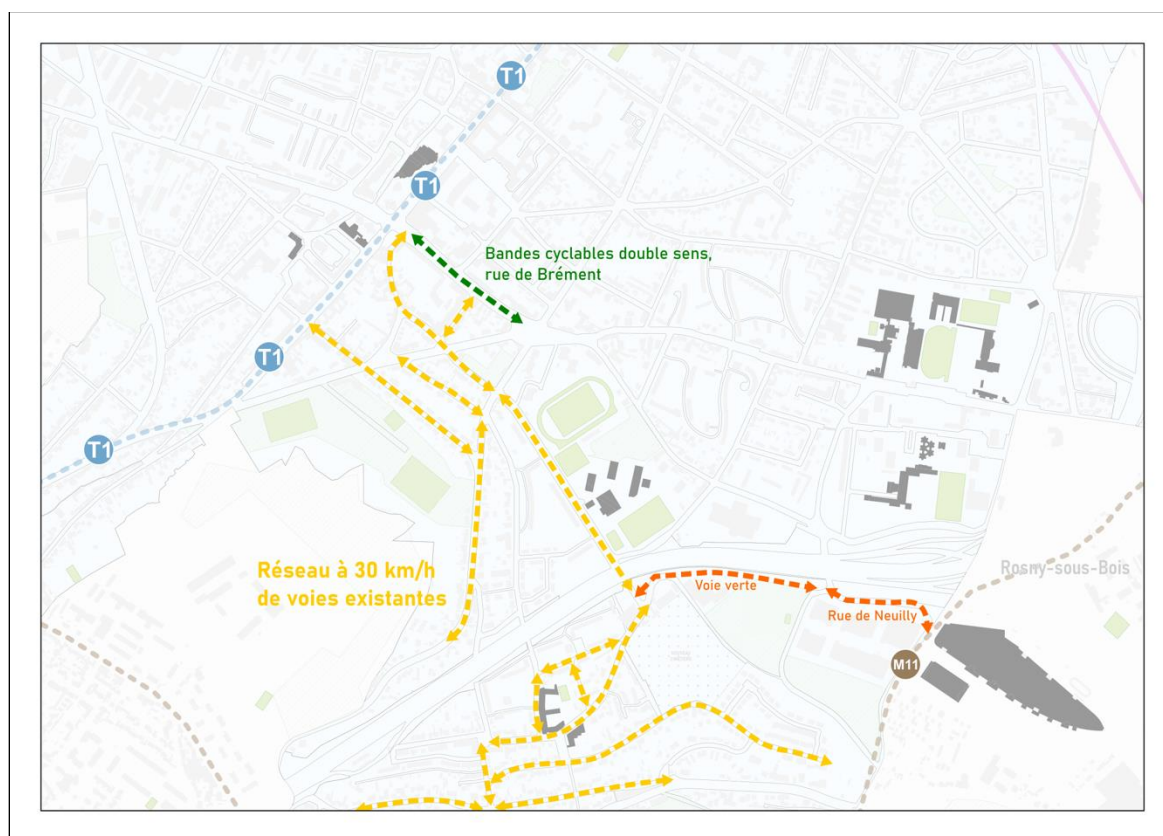 T1
T1
Bandes cyclables double sens,
rue de Brément
T1
T1
Réseau à 30 km/h
de voies existantes
Rosny-sous-Bois
Voie verte
Rue de Neuilly
M11